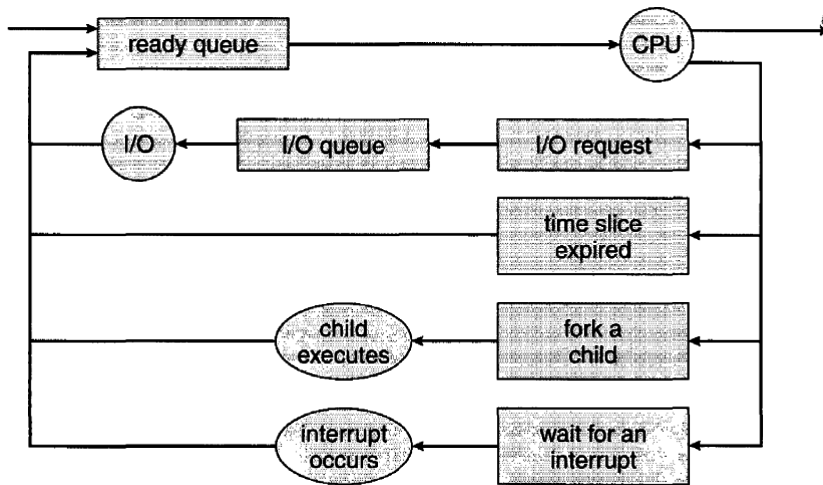 ready queue
CPU
I/O
I/O queue
I/O request
time slice
expired
child
executes
fork a
child
interrupt
occurs
wait for an
interrupt